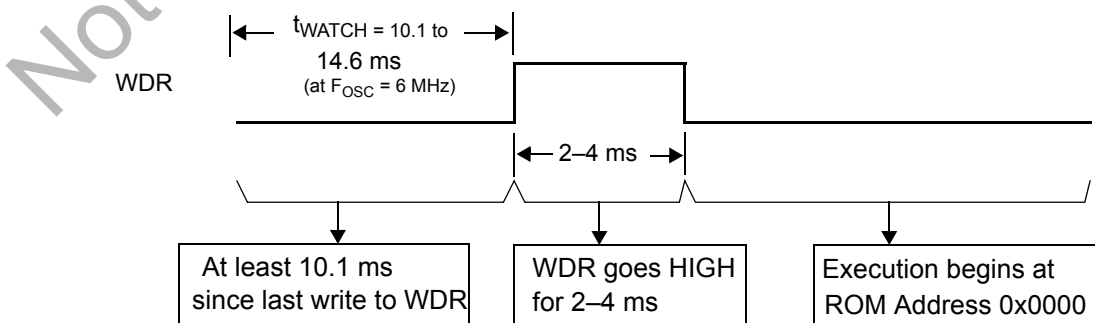 Not
tWATCH = 10.1 to
14.6 ms
(at FOSC = 6 MHz)
WDR
2–4 ms
At least 10.1 ms
since last write to WDR
WDR goes HIGH
for 2–4 ms
Execution begins at
ROM Address 0x0000